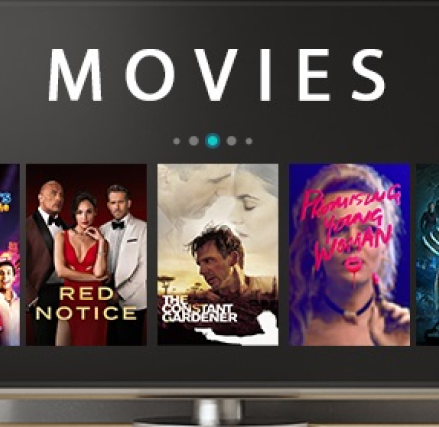 MOVIES
RED
NOTICE
THE
CONSTANT
GARDENER
PROMISING
YOUNG
WOMAN